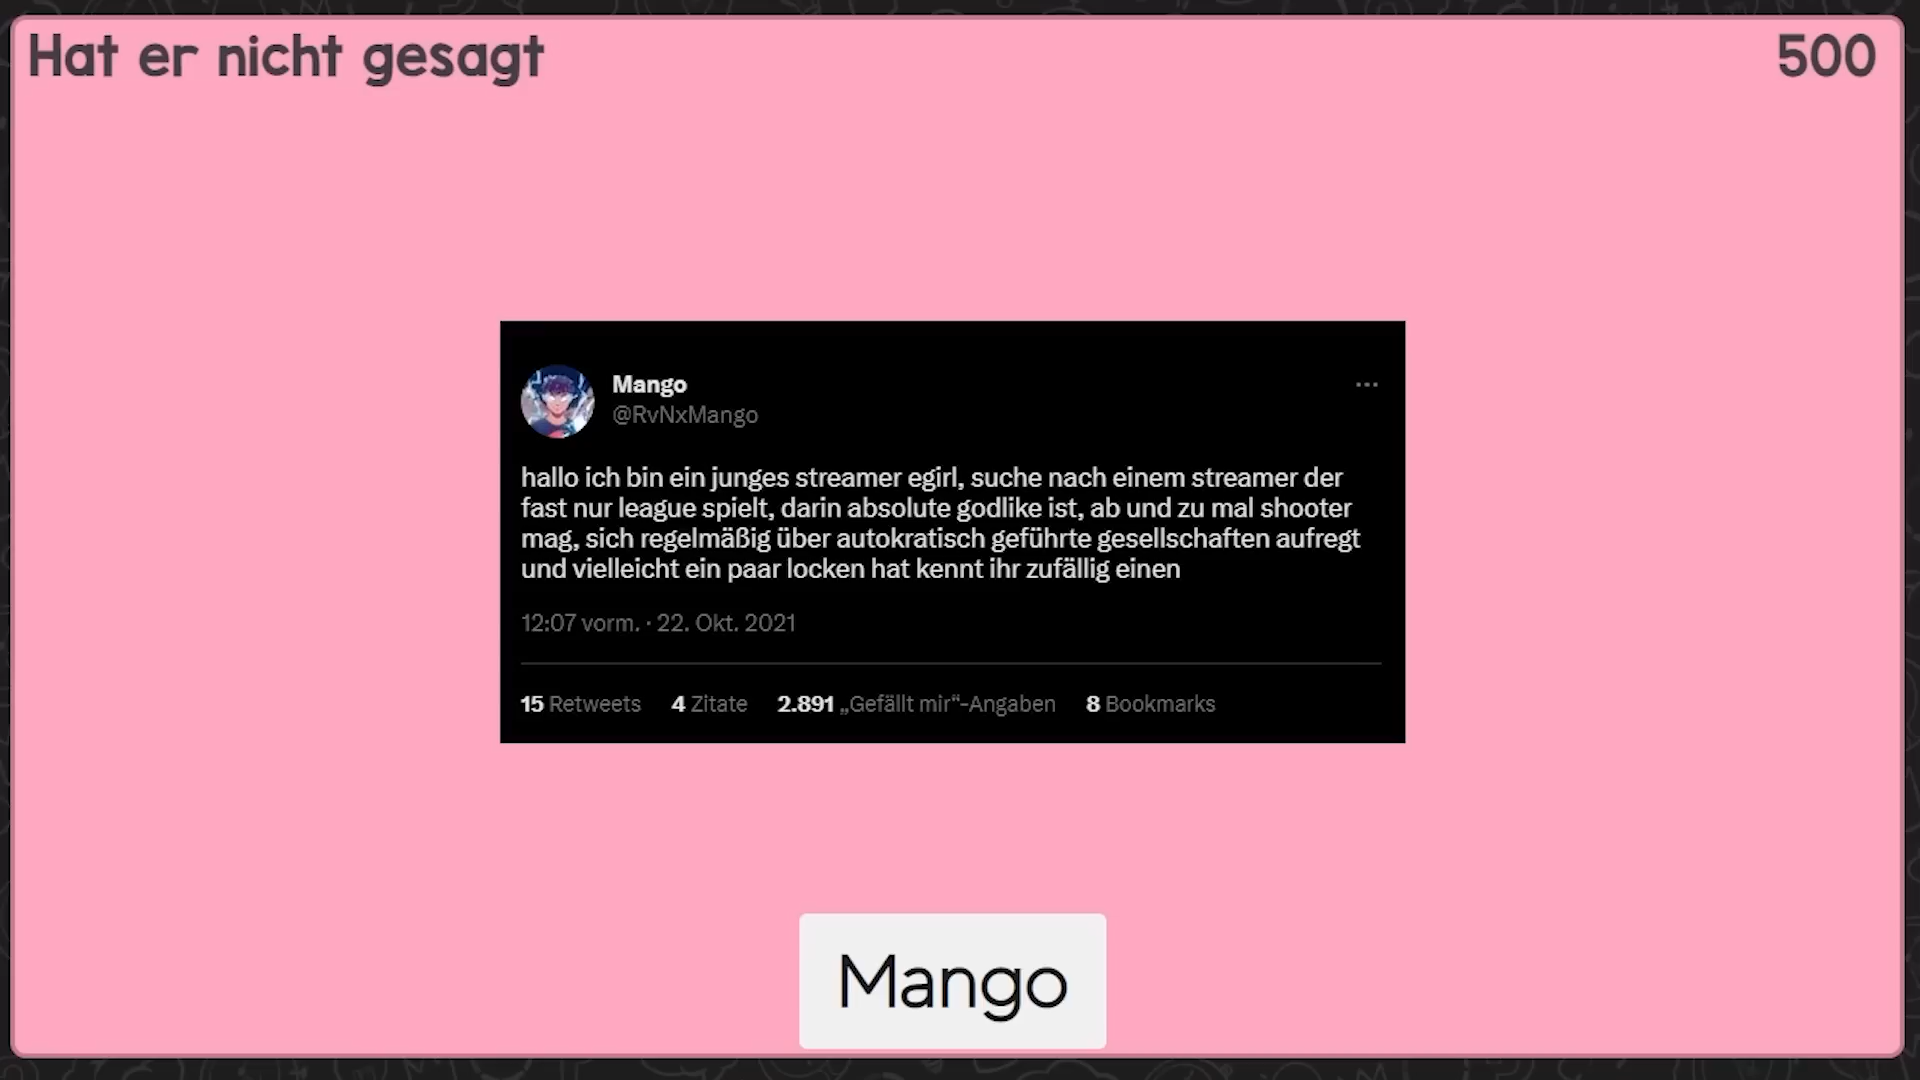 Hat er nicht gesagt
500
Mango
@RvNxMango
hallo ich bin ein junges streamer egirl, suche nach einem streamer der
fast nur league spielt, darin absolute godlike ist, ab und zu mal shooter
mag, sich regelmäßig über autokratisch geführte gesellschaften aufregt
und vielleicht ein paar locken hat kennt ihr zufällig einen
12:07 vorm. · 22. Okt. 2021
15 Retweets 4 Zitate 2.891 „Gefällt mir“-Angaben 8 Bookmarks
Mango